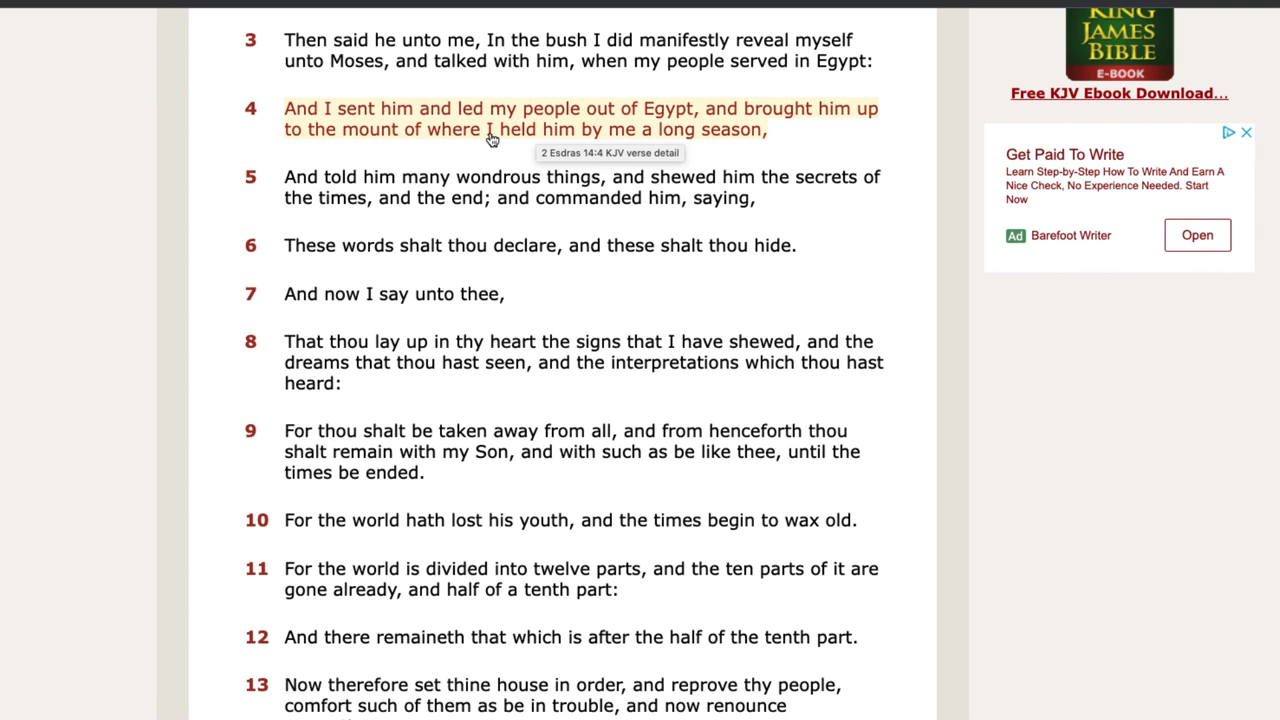 3 Then said he unto me, In the bush I did manifestly reveal myself
unto Moses, and talked with him, when my people served in Egypt:
4 And I sent him and led my people out of Egypt, and brought him up
to the mount of where I held him by me a long season,
2 Esdras 14:4 KJV verse detail
5 And told him many wondrous things, and shewed him the secrets of
the times, and the end; and commanded him, saying,
6 These words shalt thou declare, and these shalt thou hide.
7 And now I say unto thee,
8 That thou lay up in thy heart the signs that I have shewed, and the
dreams that thou hast seen, and the interpretations which thou hast
heard:
9 For thou shalt be taken away from all, and from henceforth thou
shalt remain with my Son, and with such as be like thee, until the
times be ended.
10 For the world hath lost his youth, and the times begin to wax old.
11 For the world is divided into twelve parts, and the ten parts of it are
gone already, and half of a tenth part:
12 And there remaineth that which is after the half of the tenth part.
13 Now therefore set thine house in order, and reprove thy people,
comfort such of them as be in trouble, and now renounce
KING
JAMES
BIBLE
E-BOOK
Free KJV Ebook Download...
Get Paid To Write
Learn Step-by-Step How To Write And Earn A
Nice Check, No Experience Needed. Start
Now
Ad Barefoot Writer
Open